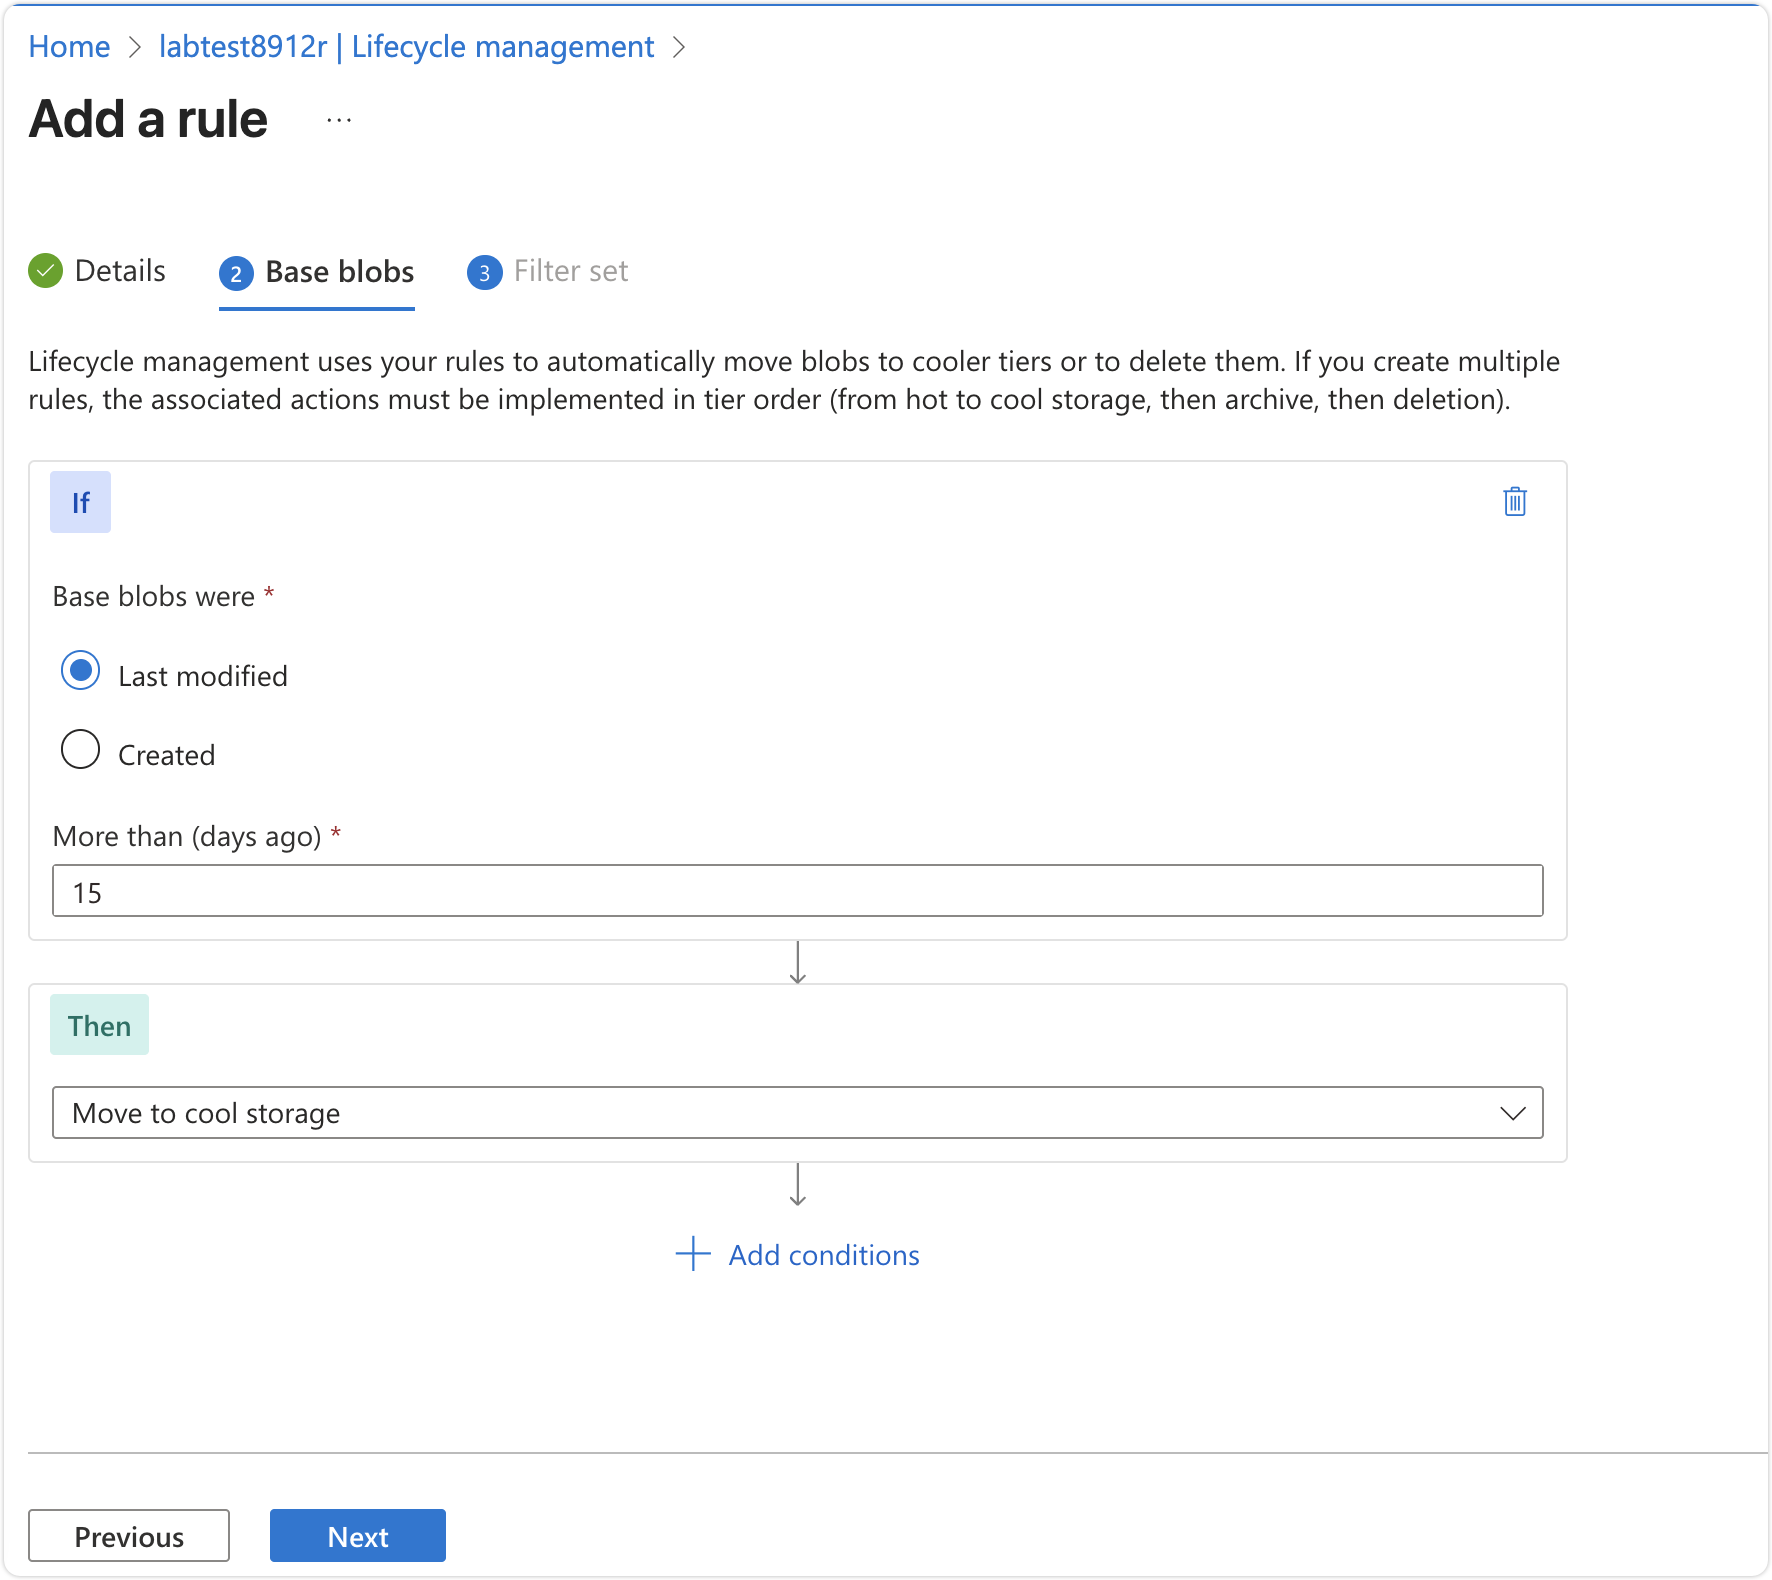 Home > labtest8912r | Lifecycle management >
Add a rule ...
Details 2 Base blobs 3 Filter set
Lifecycle management uses your rules to automatically move blobs to cooler tiers or to delete them. If you create multiple
rules, the associated actions must be implemented in tier order (from hot to cool storage, then archive, then deletion).
If
Base blobs were *
Last modified
Created
More than (days ago) *
15
Then
Move to cool storage
Add conditions
Previous Next